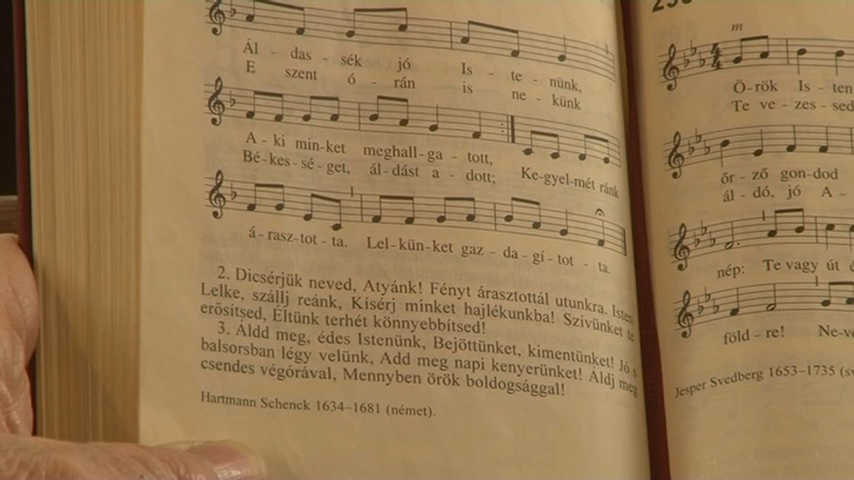 Ál - das - sék jó Is - te - nünk,
E szent ó - rán is ne - künk
A - ki min-ket meghall-ga - tott,
Bé-kes-sé-get, ál-dást a - dott; Ke-gyel-mét ránk
á-rasz-tot-ta. Lel-kün-ket gaz-da-gí-tot-ta.
2. Dicsérjük neved, Atyánk! Fényt árasztottál utunkra. Isten
Lelke, szállj reánk, Kísérj minket hajlékunkba! Szívünket te
erősítsed, Éltünk terhét könnyebbítsed!
3. Áldd meg, édes Istenünk, Bejöttünket, kimentünket! Jó s
balsorsban légy velünk, Add meg napi kenyerünket! Áldj meg
csendes végórával, Mennyben örök boldogsággal!
Hartmann Schenck 1634–1681 (német).
m
Ö-rök Is-ten
Te ve-zes-sed
őr-ző gon-dod
ál-dó, jó A-
nép: Te vagy út
föld-re! Ne-
Jesper Svedberg 1653–1735